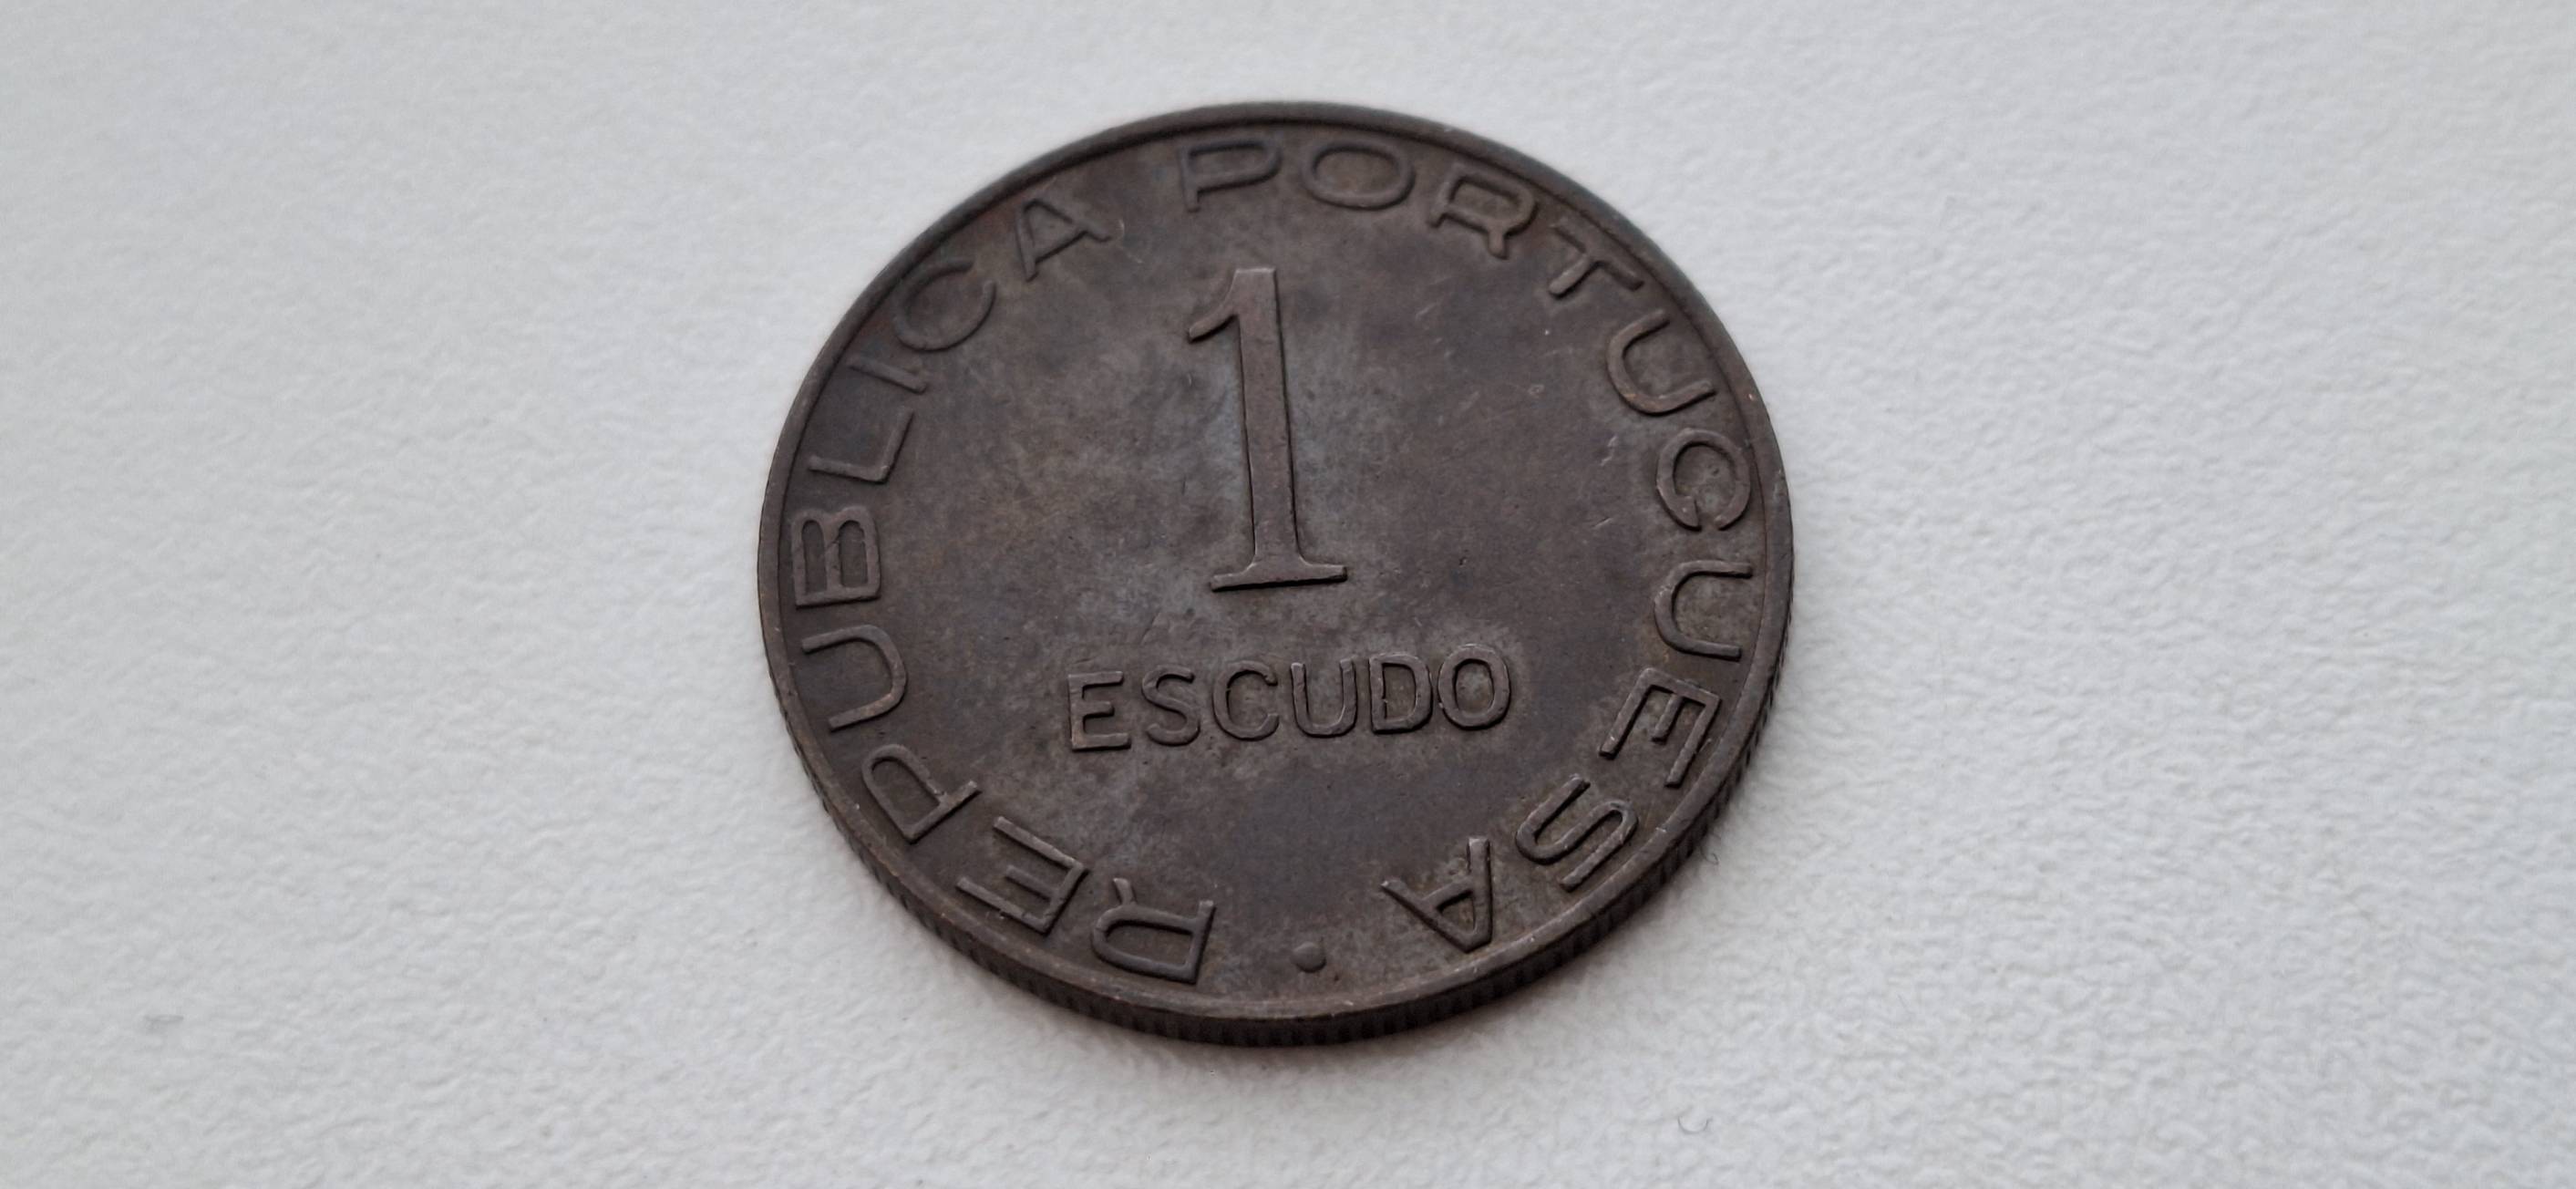 REPUBLICA PORTUGUESA ·
1
ESCUDO